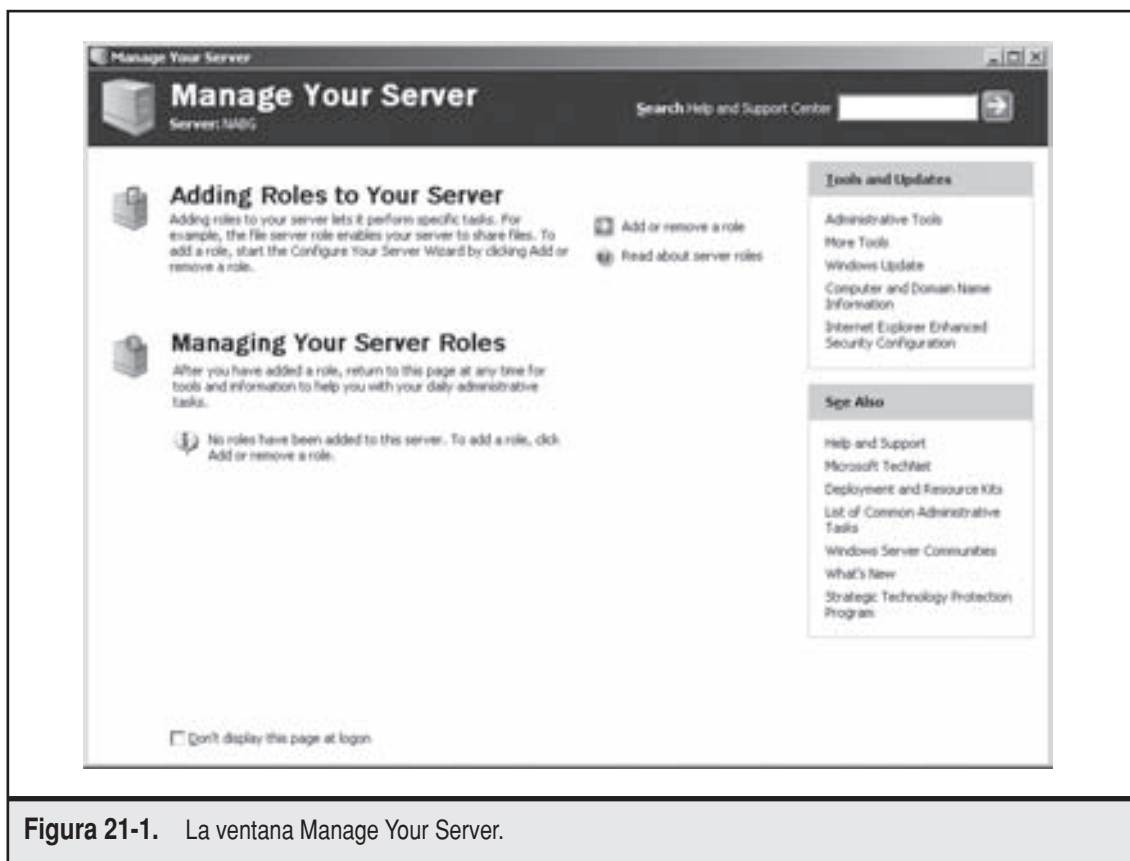 Manage Your Server
Manage Your Server
Server: NABG
Search Help and Support Center
Adding Roles to Your Server
Adding roles to your server lets it perform specific tasks. For
example, the file server role enables your server to share files. To
add a role, start the Configure Your Server Wizard by clicking Add or
remove a role.
Add or remove a role
Read about server roles
Managing Your Server Roles
After you have added a role, return to this page at any time for
tools and information to help you with your daily administrative
tasks.
No roles have been added to this server. To add a role, click
Add or remove a role.
Tools and Updates
Administrative Tools
More Tools
Windows Update
Computer and Domain Name
Information
Internet Explorer Enhanced
Security Configuration
See Also
Help and Support
Microsoft TechNet
Deployment and Resource Kits
List of Common Administrative
Tasks
Windows Server Communities
What's New
Strategic Technology Protection
Program
Don't display this page at logon
Figura 21-1. La ventana Manage Your Server.